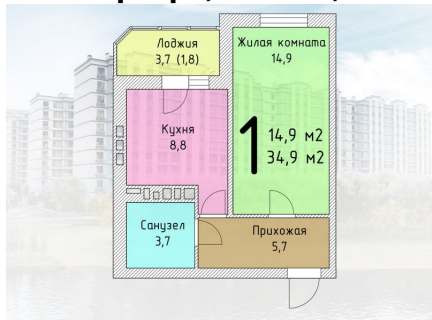 Лоджия
3,7 (1,8)
Жилая комната
14,9
Кухня
8,8
1
14,9 м2
34,9 м2
Санузел
3,7
Прихожая
5,7